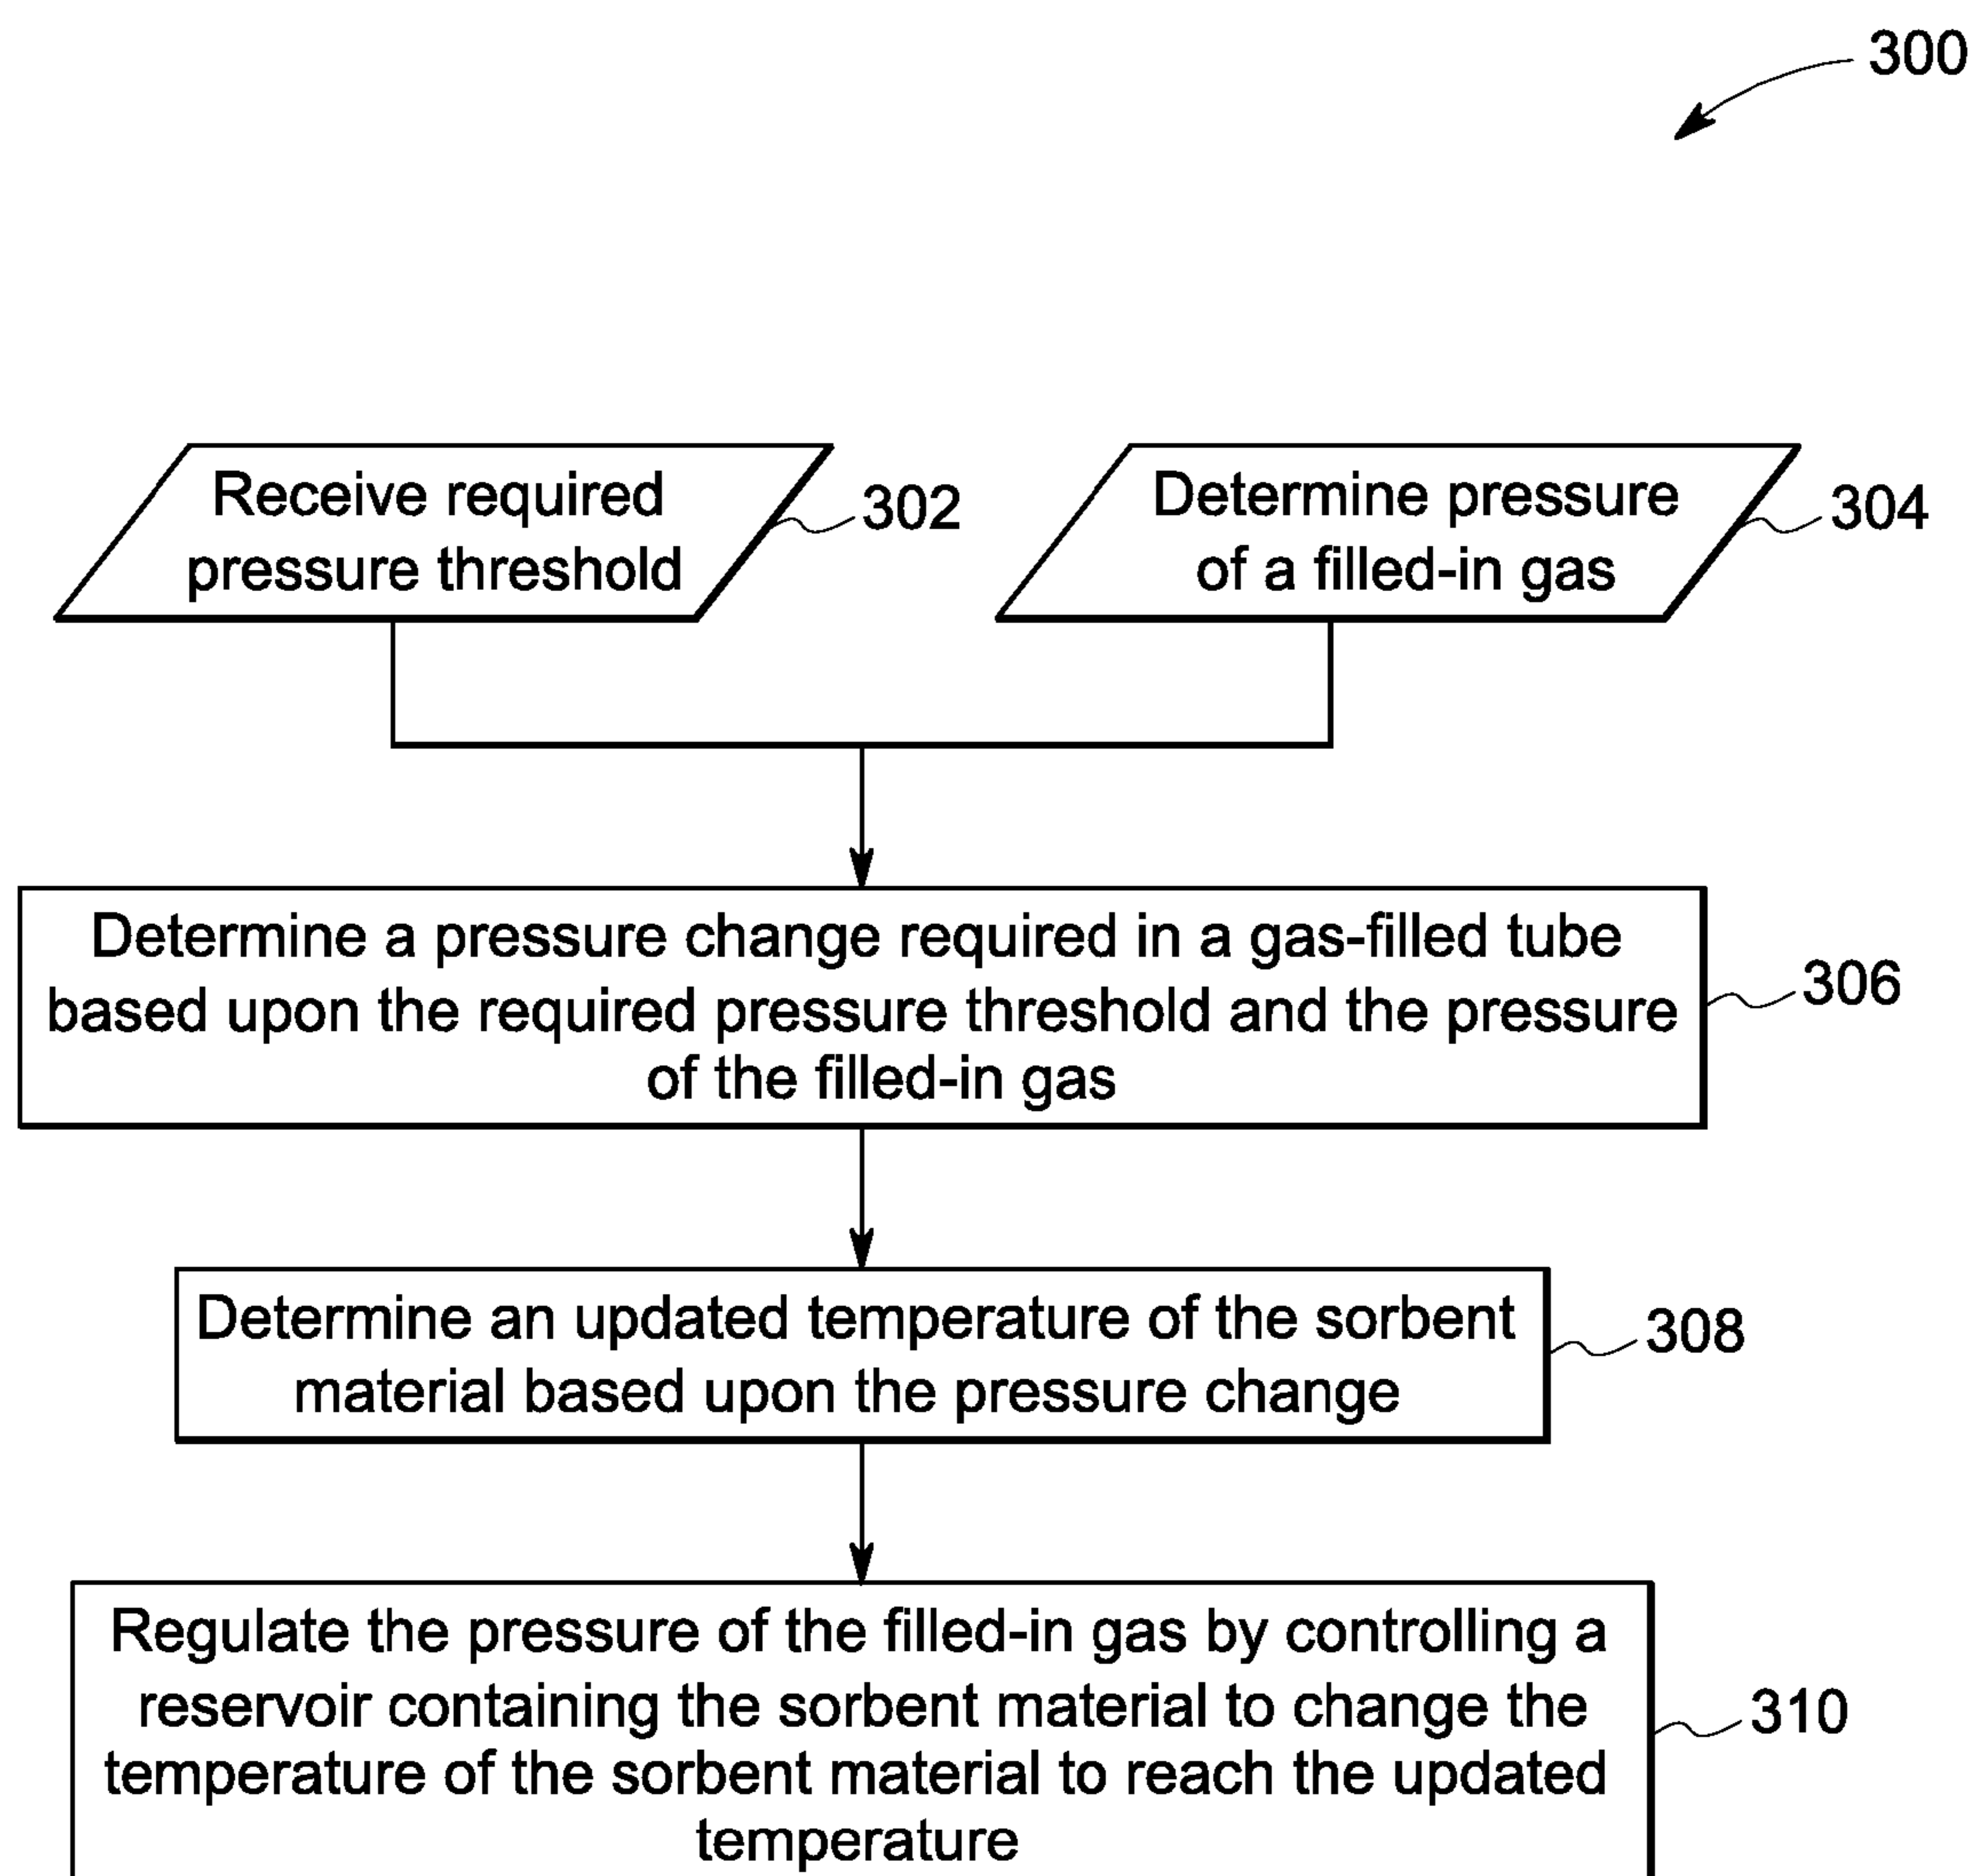 300
Receive required
pressure threshold
302
Determine pressure
of a filled-in gas
304
Determine a pressure change required in a gas-filled tube
based upon the required pressure threshold and the pressure
of the filled-in gas
306
Determine an updated temperature of the sorbent
material based upon the pressure change
308
Regulate the pressure of the filled-in gas by controlling a
reservoir containing the sorbent material to change the
temperature of the sorbent material to reach the updated
temperature
310